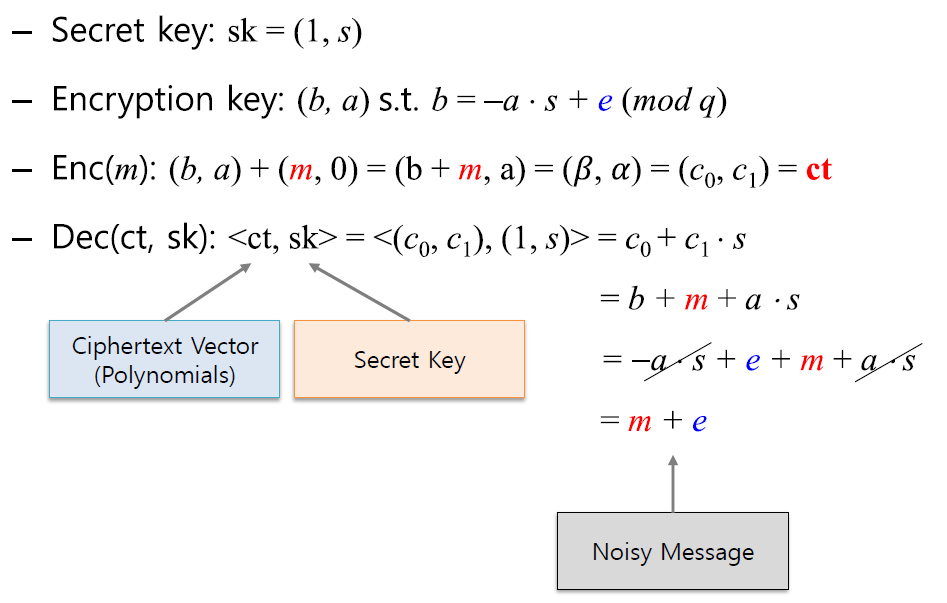 – Secret key: sk = (1, s)
– Encryption key: (b, a) s.t. b = –a · s + e (mod q)
– Enc(m): (b, a) + (m, 0) = (b + m, a) = (β, α) = (c₀, c₁) = ct
– Dec(ct, sk): <ct, sk> = <(c₀, c₁), (1, s)> = c₀ + c₁ · s
= b + m + a · s
= –a · s + e + m + a · s
= m + e
Ciphertext Vector
(Polynomials)
Secret Key
Noisy Message